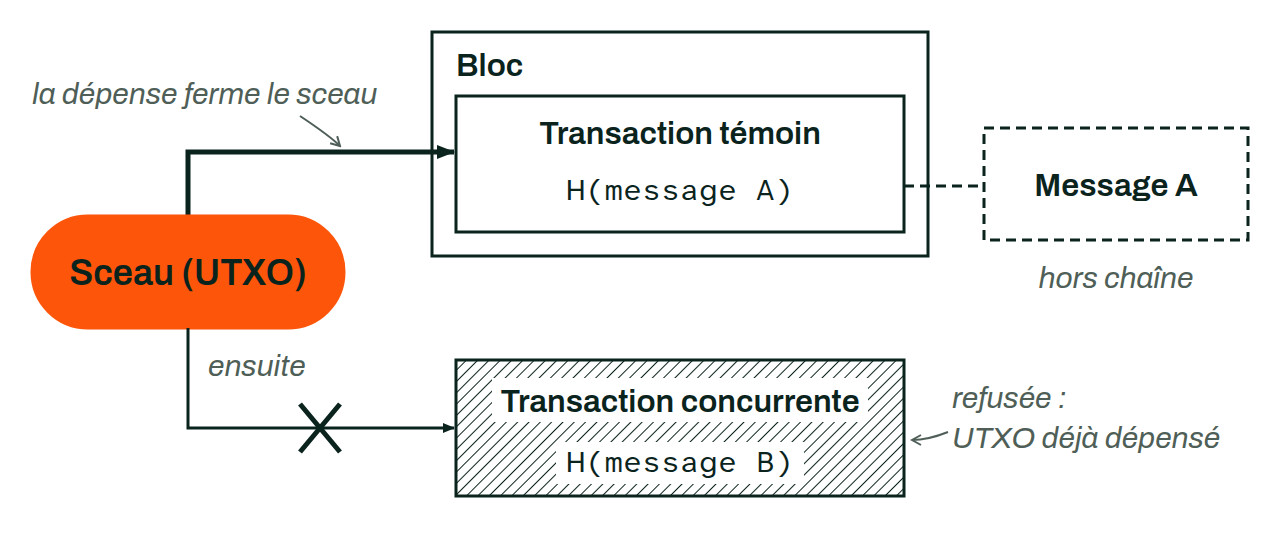 Bloc
la dépense ferme le sceau
Transaction témoin
H(message A)
Message A
Sceau (UTXO)
hors chaîne
ensuite
Transaction concurrente
H(message B)
refusée :
UTXO déjà dépensé